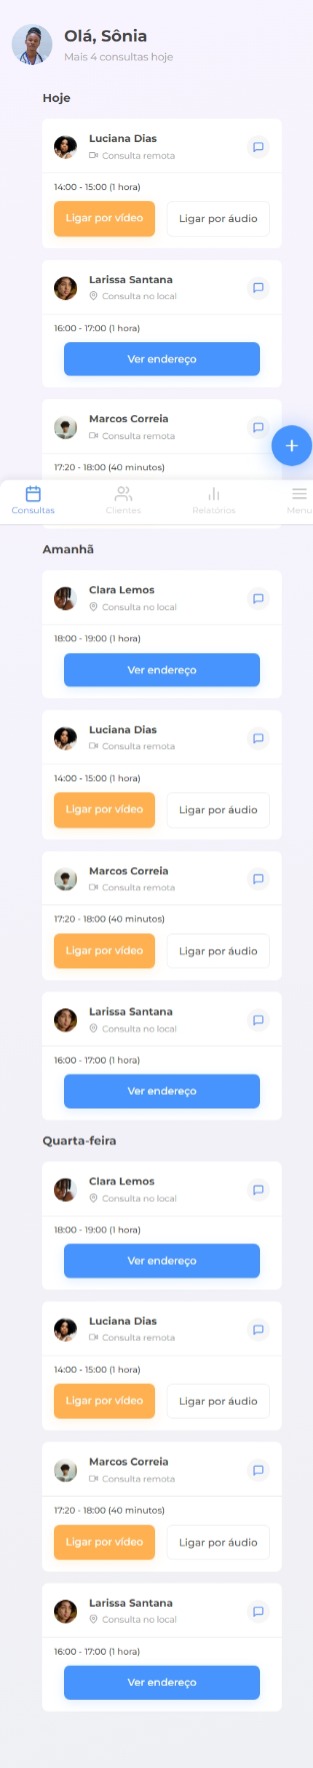 Olá, Sônia
Mais 4 consultas hoje
Hoje
Luciana Dias
Consulta remota
14:00 - 15:00 (1 hora)
Ligar por vídeo
Ligar por áudio
Larissa Santana
Consulta no local
16:00 - 17:00 (1 hora)
Ver endereço
Marcos Correia
Consulta remota
17:20 - 18:00 (40 minutos)
Consultas
Clientes
Relatórios
Menu
Amanhã
Clara Lemos
Consulta no local
18:00 - 19:00 (1 hora)
Ver endereço
Luciana Dias
Consulta remota
14:00 - 15:00 (1 hora)
Ligar por vídeo
Ligar por áudio
Marcos Correia
Consulta remota
17:20 - 18:00 (40 minutos)
Ligar por vídeo
Ligar por áudio
Larissa Santana
Consulta no local
16:00 - 17:00 (1 hora)
Ver endereço
Quarta-feira
Clara Lemos
Consulta no local
18:00 - 19:00 (1 hora)
Ver endereço
Luciana Dias
Consulta remota
14:00 - 15:00 (1 hora)
Ligar por vídeo
Ligar por áudio
Marcos Correia
Consulta remota
17:20 - 18:00 (40 minutos)
Ligar por vídeo
Ligar por áudio
Larissa Santana
Consulta no local
16:00 - 17:00 (1 hora)
Ver endereço